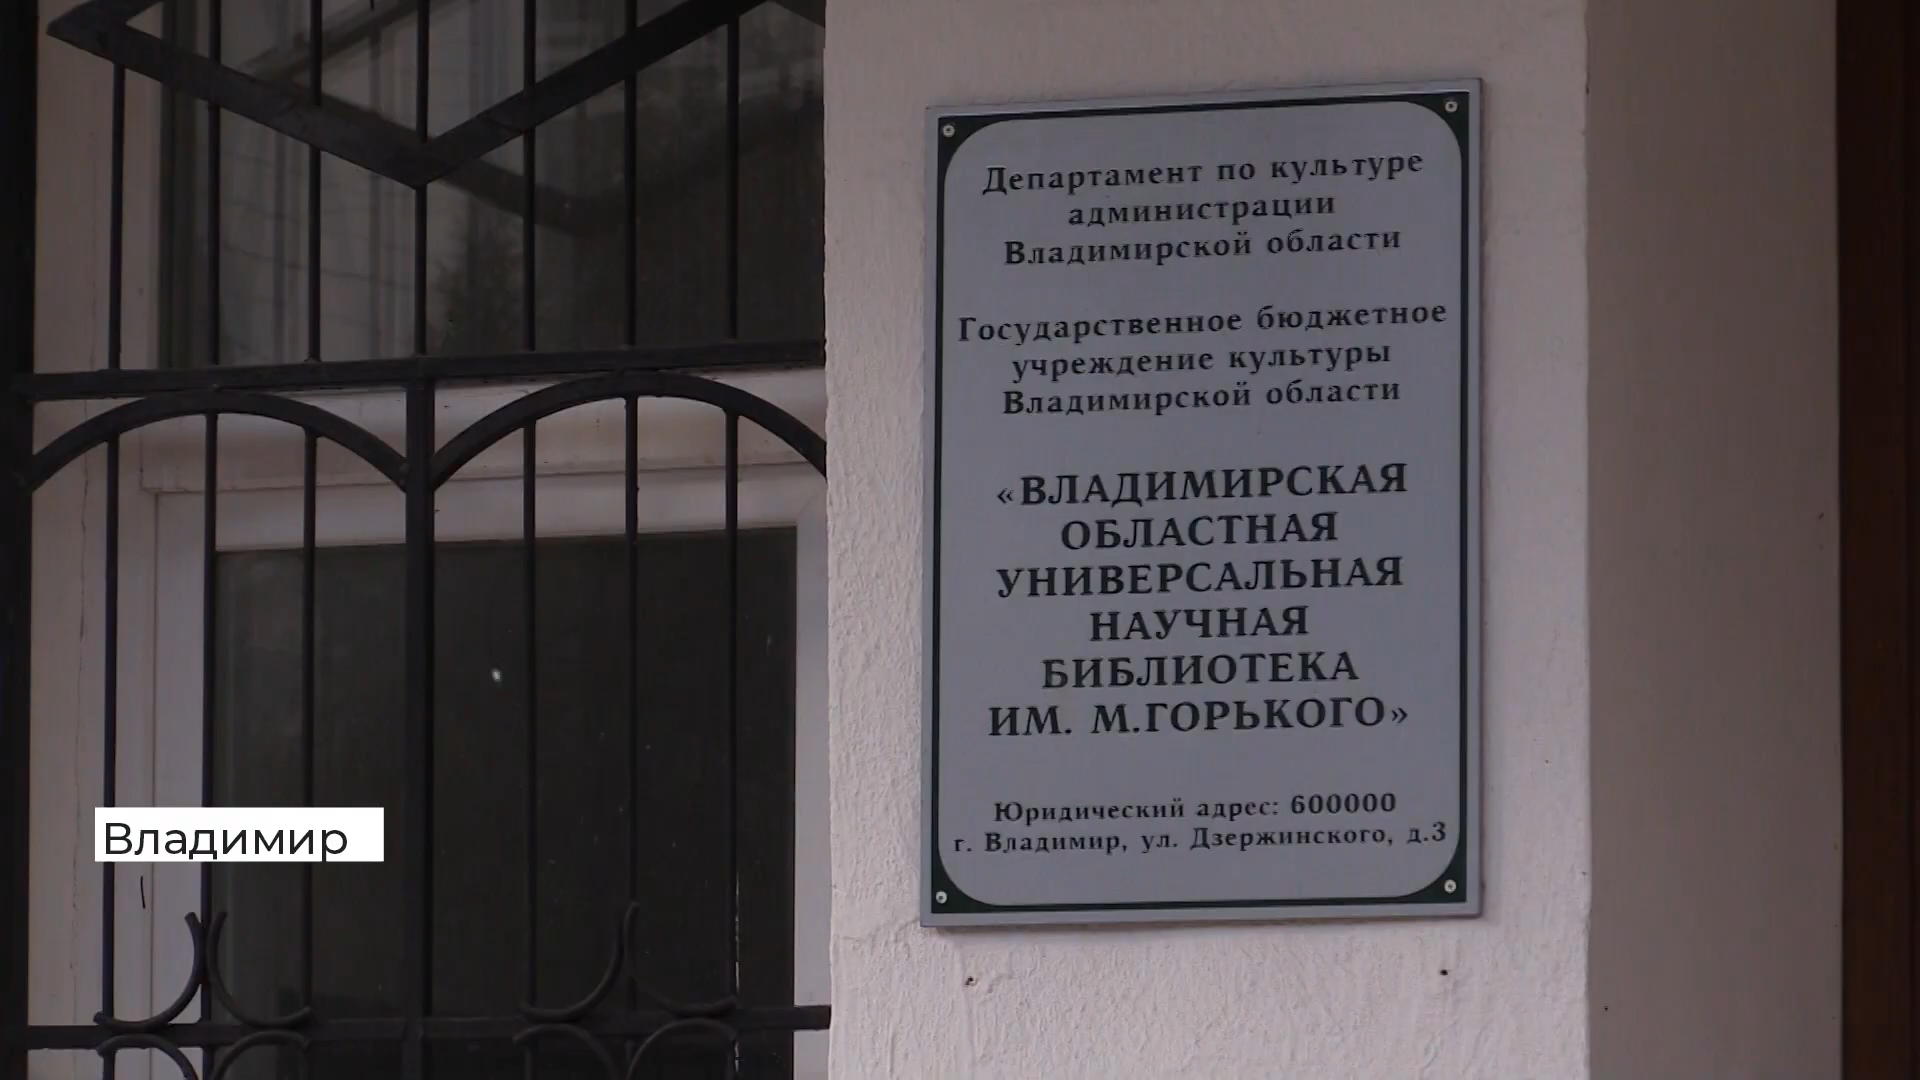 Департамент по культуре
администрации
Владимирской области
Государственное бюджетное
учреждение культуры
Владимирской области
«ВЛАДИМИРСКАЯ
ОБЛАСТНАЯ
УНИВЕРСАЛЬНАЯ
НАУЧНАЯ
БИБЛИОТЕКА
ИМ. М.ГОРЬКОГО»
Юридический адрес: 600000
г. Владимир, ул. Дзержинского, д.3
Владимир